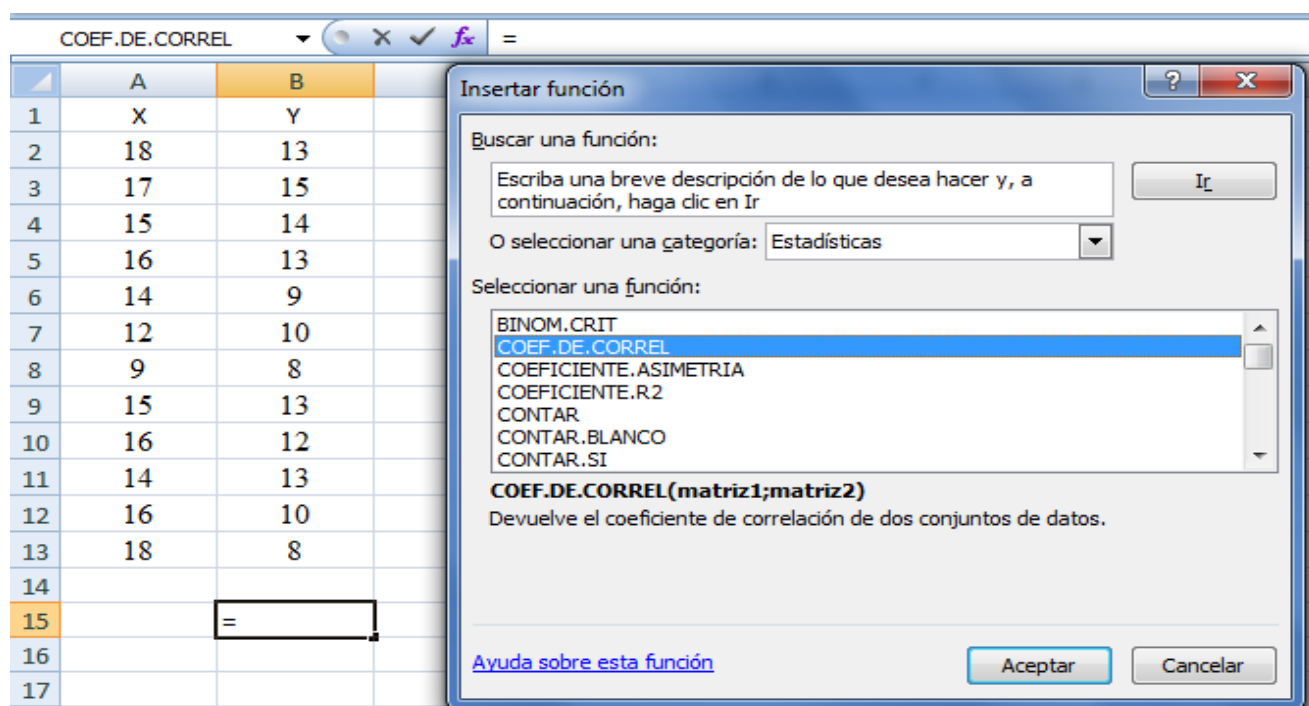 COEF.DE.CORREL fx =
A B
1 X Y
2 18 13
3 17 15
4 15 14
5 16 13
6 14 9
7 12 10
8 9 8
9 15 13
10 16 12
11 14 13
12 16 10
13 18 8
14
15 =
16
17
Insertar función
? X
Buscar una función:
Escriba una breve descripción de lo que desea hacer y, a
continuación, haga clic en Ir
Ir
O seleccionar una categoría: Estadísticas
Seleccionar una función:
BINOM.CRIT
COEF.DE.CORREL
COEFICIENTE.ASIMETRIA
COEFICIENTE.R2
CONTAR
CONTAR.BLANCO
CONTAR.SI
COEF.DE.CORREL(matriz1;matriz2)
Devuelve el coeficiente de correlación de dos conjuntos de datos.
Ayuda sobre esta función
Aceptar
Cancelar